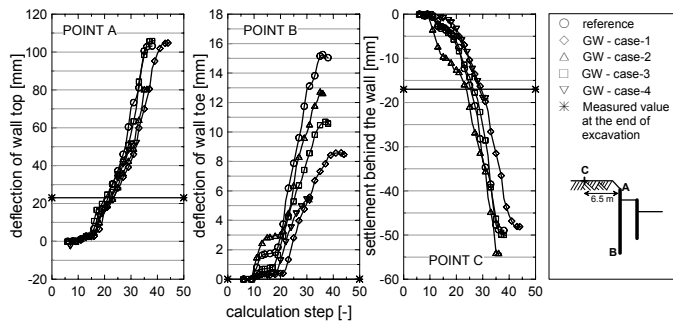 deflection of wall top [mm]
120
100
80
60
40
20
0
-20
POINT A
0 10 20 30 40 50
deflection of wall toe [mm]
18
16
14
12
10
8
6
4
2
0
-2
POINT B
0 10 20 30 40 50
calculation step [-]
settlement behind the wall [mm]
0
-10
-20
-30
-40
-50
-60
POINT C
0 10 20 30 40 50
reference
GW - case-1
GW - case-2
GW - case-3
GW - case-4
Measured value
at the end of
excavation
C
A
6.5 m
B